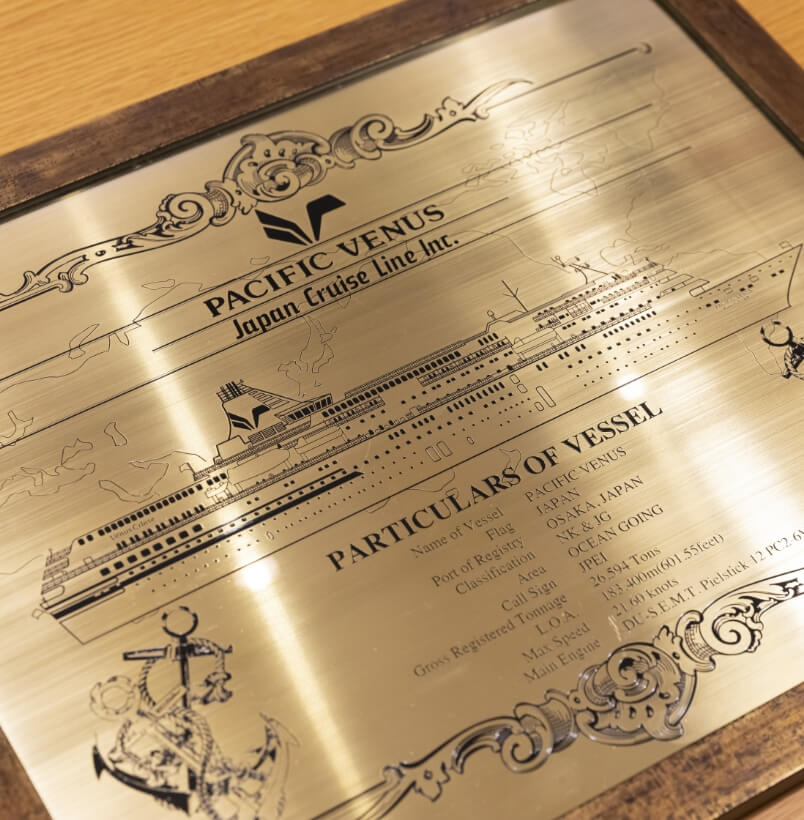 PACIFIC VENUS
Japan Cruise Line Inc.
PARTICULARS OF VESSEL
Name of Vessel PACIFIC VENUS
Flag JAPAN
Port of Registry OSAKA, JAPAN
Classification NK & JG
Area OCEAN GOING
Call Sign JPEI
Gross Registered Tonnage 26,594 Tons
L.O.A. 183.400m(601.55feet)
Max Speed 21.60 knots
Main Engine DU-S.E.M.T. Pielstick 12 PC2-6V